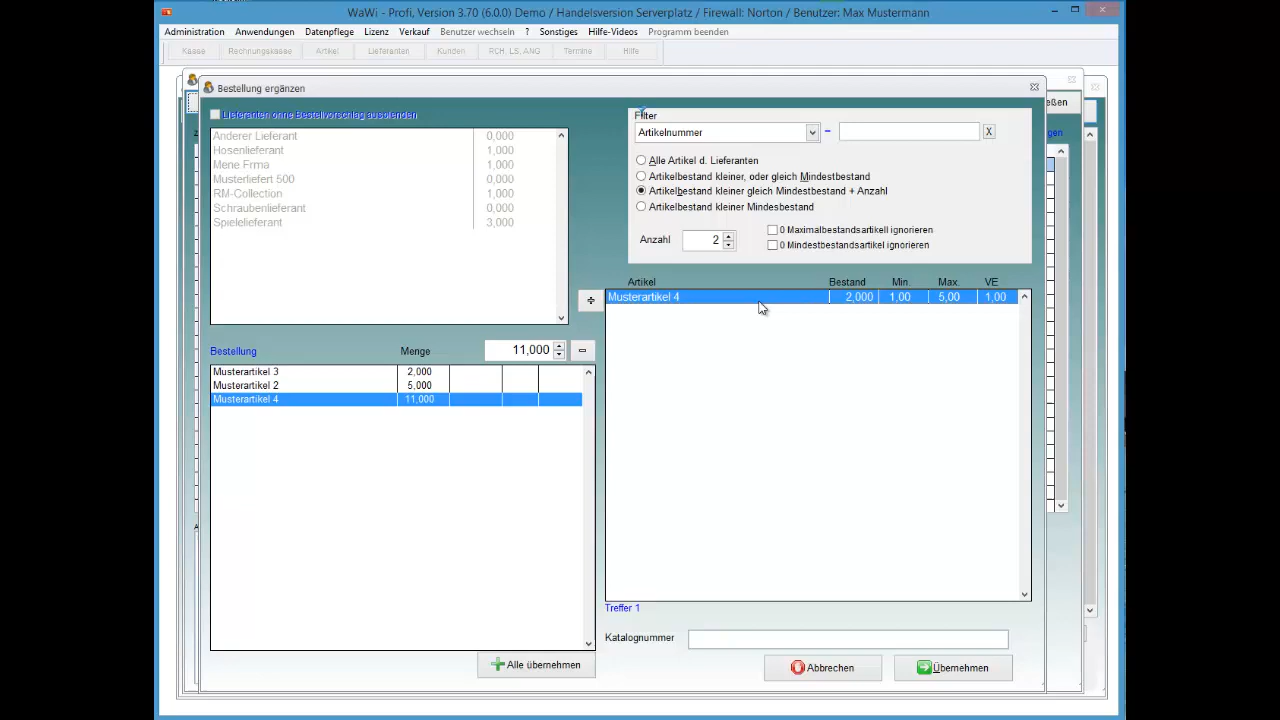 WaWi - Profi, Version 3.70 (6.0.0) Demo / Handelsversion Serverplatz / Firewall: Norton / Benutzer: Max Mustermann
Administration Anwendungen Datenpflege Lizenz Verkauf Benutzer wechseln ? Sonstiges Hilfe-Videos Programm beenden
Kasse Rechnungskasse Artikel Lieferanten Kunden RCH, LS, ANG Termine Hilfe
Bestellung ergänzen
Lieferanten ohne Bestellvorschlag ausblenden
Anderer Lieferant 0,000
Hosenlieferant 1,000
Mene Frma 1,000
Musterliefert 500 0,000
RM-Collection 1,000
Schraubenlieferant 0,000
Spielelieferant 3,000
Filter
Artikelnummer – X
Alle Artikel d. Lieferanten
Artikelbestand kleiner, oder gleich Mindestbestand
Artikelbestand kleiner gleich Mindestbestand + Anzahl
Artikelbestand kleiner Mindesbestand
Anzahl 2
0 Maximalbestandsartikell ignorieren
0 Mindestbestandsartikel ignorieren
Artikel Bestand Min. Max. VE
Musterartikel 4 2,000 1,00 5,00 1,00
+
Bestellung Menge 11,000 –
Musterartikel 3 2,000
Musterartikel 2 5,000
Musterartikel 4 11,000
Treffer 1
Katalognummer
Alle übernehmen
Abbrechen
Übernehmen